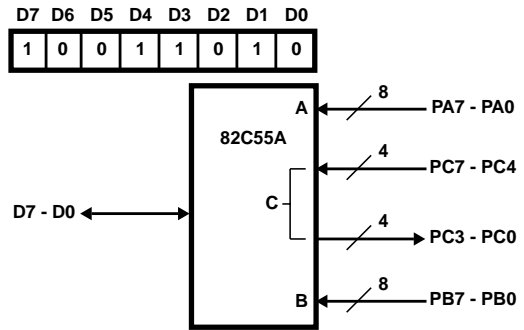 D7 D6 D5 D4 D3 D2 D1 D0
1 0 0 1 1 0 1 0
A
8
PA7 - PA0
82C55A
4
PC7 - PC4
C
D7 - D0
4
PC3 - PC0
B
8
PB7 - PB0